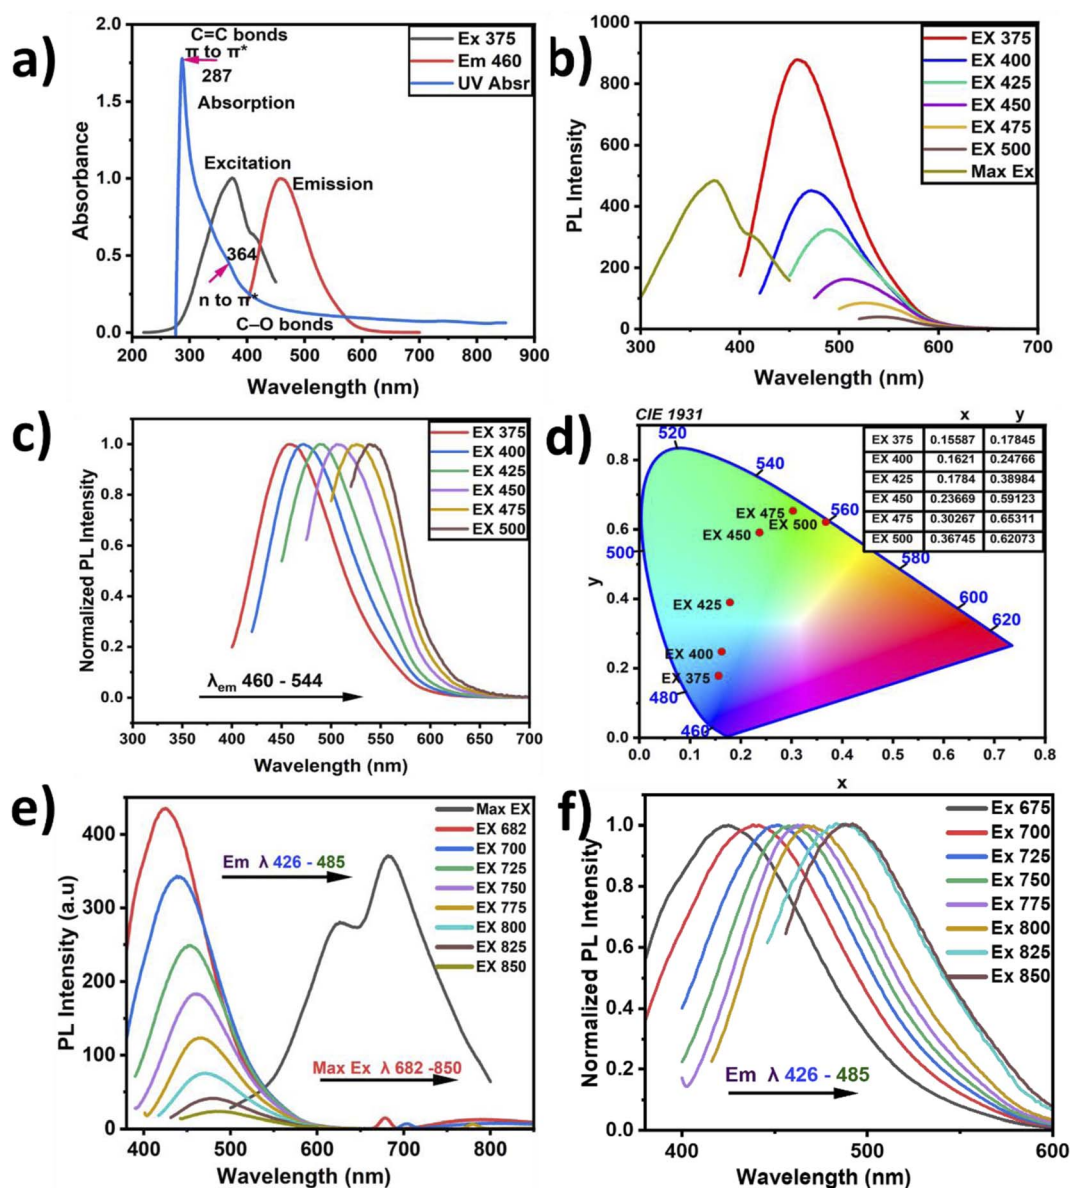 a)
C=C bonds
π to π*
287
Absorption
Excitation
Emission
364
n to π*
C–O bonds
Ex 375
Em 460
UV Absr
Absorbance
2.0
1.5
1.0
0.5
0.0
200 300 400 500 600 700 800 900
Wavelength (nm)
b)
EX 375
EX 400
EX 425
EX 450
EX 475
EX 500
Max Ex
PL Intensity
1000
800
600
400
200
0
300 400 500 600 700
Wavelength (nm)
c)
EX 375
EX 400
EX 425
EX 450
EX 475
EX 500
Normalized PL Intensity
1.0
0.8
0.6
0.4
0.2
0.0
λem 460 - 544
300 350 400 450 500 550 600 650 700
Wavelength (nm)
d)
CIE 1931
x y
EX 375 0.15587 0.17845
EX 400 0.1621 0.24766
EX 425 0.1784 0.38984
EX 450 0.23669 0.59123
EX 475 0.30267 0.65311
EX 500 0.36745 0.62073
520
540
560
580
600
620
500
480
460
EX 475
EX 500
EX 450
EX 425
EX 400
EX 375
y
0.8
0.6
0.4
0.2
0.0
0.0 0.1 0.2 0.3 0.4 0.5 0.6 0.7 0.8
x
e)
Max EX
EX 682
EX 700
EX 725
EX 750
EX 775
EX 800
EX 825
EX 850
Em λ 426 - 485
Max Ex λ 682 -850
PL Intensity (a.u)
400
300
200
100
0
400 500 600 700 800
Wavelength (nm)
f)
Ex 675
Ex 700
Ex 725
Ex 750
Ex 775
Ex 800
Ex 825
Ex 850
Em λ 426 - 485
Normalized PL Intensity
1.0
0.8
0.6
0.4
0.2
0.0
400 500 600
Wavelength (nm)